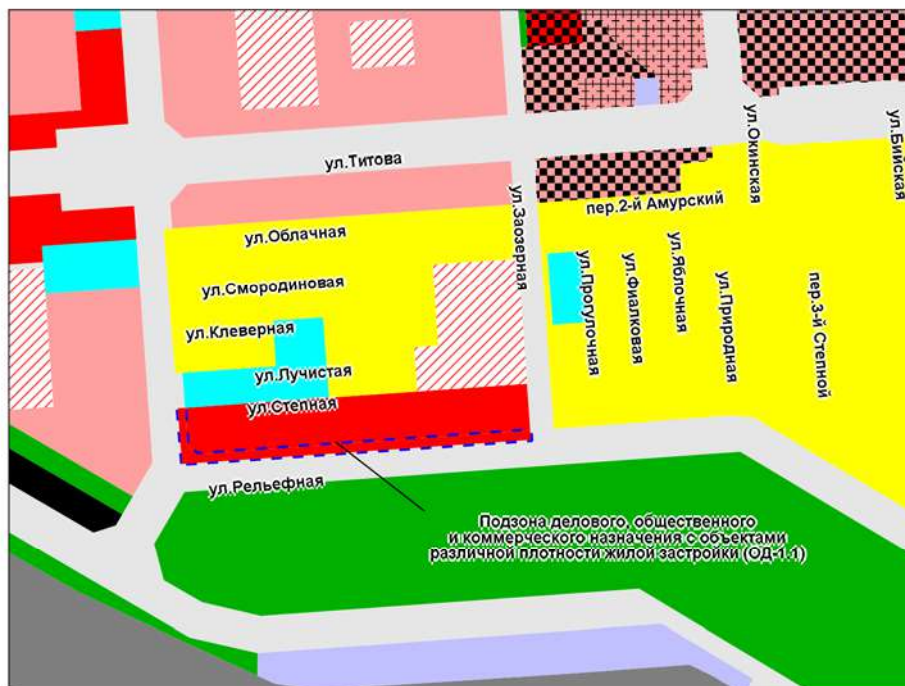 ул.Титова
ул.Заозерная
ул.Окинская
ул.Бийская
пер.2-й Амурский
ул.Облачная
ул.Смородиновая
ул.Клеверная
ул.Лучистая
ул.Степная
ул.Прогулочная
ул.Фиалковая
ул.Яблочная
ул.Природная
пер.3-й Степной
ул.Рельефная
Подзона делового, общественного
и коммерческого назначения с объектами
различной плотности жилой застройки (ОД-1.1)